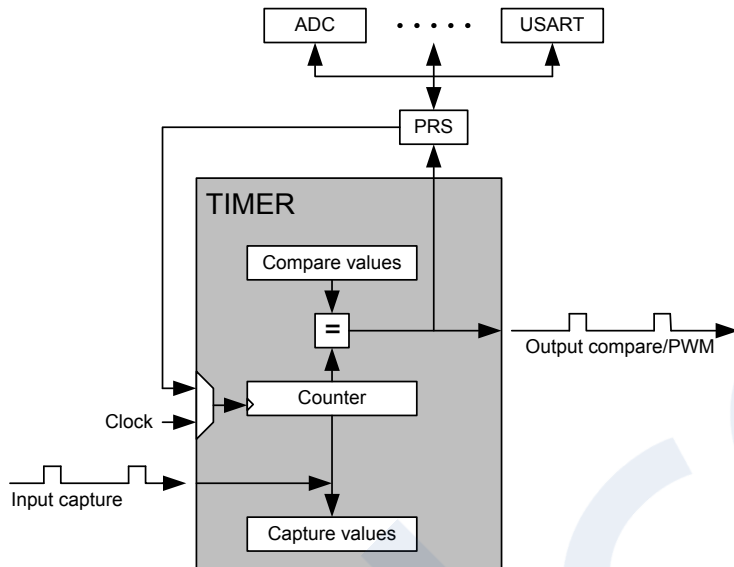 ADC
• • • • •
USART
PRS
TIMER
Compare values
=
Output compare/PWM
Counter
Clock
Input capture
Capture values